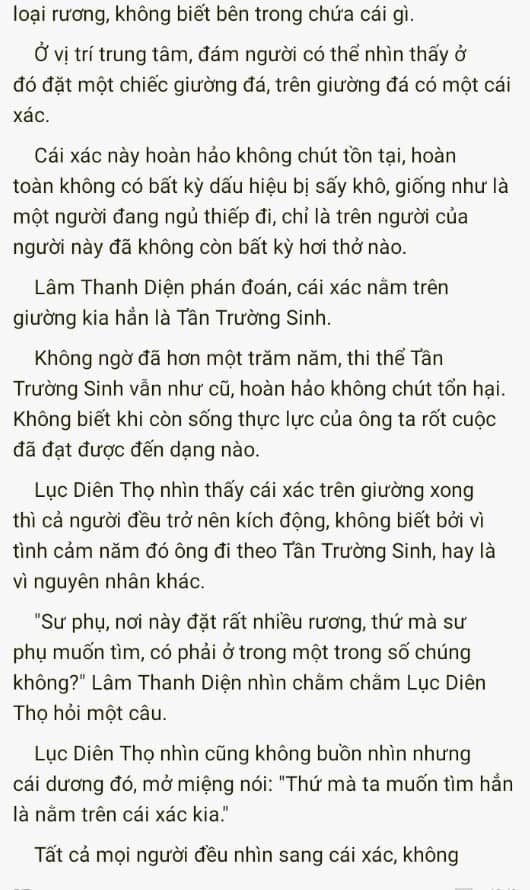 loại rương, không biết bên trong chứa cái gì.
Ở vị trí trung tâm, đám người có thể nhìn thấy ở
đó đặt một chiếc giường đá, trên giường đá có một cái
xác.
Cái xác này hoàn hảo không chút tồn tại, hoàn
toàn không có bất kỳ dấu hiệu bị sấy khô, giống như là
một người đang ngủ thiếp đi, chỉ là trên người của
người này đã không còn bất kỳ hơi thở nào.
Lâm Thanh Diện phán đoán, cái xác nằm trên
giường kia hẳn là Tần Trường Sinh.
Không ngờ đã hơn một trăm năm, thi thể Tần
Trường Sinh vẫn như cũ, hoàn hảo không chút tổn hại.
Không biết khi còn sống thực lực của ông ta rốt cuộc
đã đạt được đến dạng nào.
Lục Diên Thọ nhìn thấy cái xác trên giường xong
thì cả người đều trở nên kích động, không biết bởi vì
tình cảm năm đó ông đi theo Tần Trường Sinh, hay là
vì nguyên nhân khác.
"Sư phụ, nơi này đặt rất nhiều rương, thứ mà sư
phụ muốn tìm, có phải ở trong một trong số chúng
không?" Lâm Thanh Diện nhìn chằm chằm Lục Diên
Thọ hỏi một câu.
Lục Diên Thọ nhìn cũng không buồn nhìn nhưng
cái dương đó, mở miệng nói: "Thứ mà ta muốn tìm hẳn
là nằm trên cái xác kia."
Tất cả mọi người đều nhìn sang cái xác, không